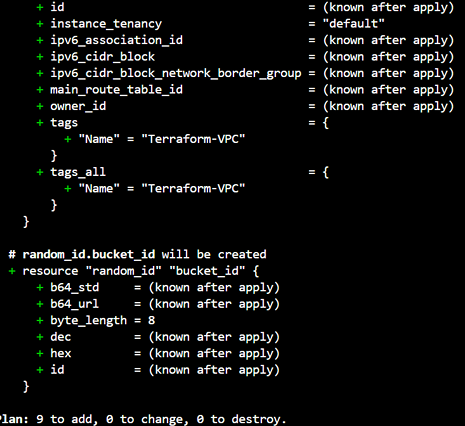 + id = (known after apply)
+ instance_tenancy = "default"
+ ipv6_association_id = (known after apply)
+ ipv6_cidr_block = (known after apply)
+ ipv6_cidr_block_network_border_group = (known after apply)
+ main_route_table_id = (known after apply)
+ owner_id = (known after apply)
+ tags = {
+ "Name" = "Terraform-VPC"
}
+ tags_all = {
+ "Name" = "Terraform-VPC"
}
}
# random_id.bucket_id will be created
+ resource "random_id" "bucket_id" {
+ b64_std = (known after apply)
+ b64_url = (known after apply)
+ byte_length = 8
+ dec = (known after apply)
+ hex = (known after apply)
+ id = (known after apply)
}
Plan: 9 to add, 0 to change, 0 to destroy.